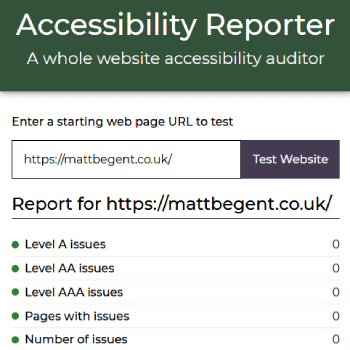 Accessibility Reporter
A whole website accessibility auditor
Enter a starting web page URL to test
https://mattbegent.co.uk/ Test Website
Report for https://mattbegent.co.uk/
Level A issues 0
Level AA issues 0
Level AAA issues 0
Pages with issues 0
Number of issues 0